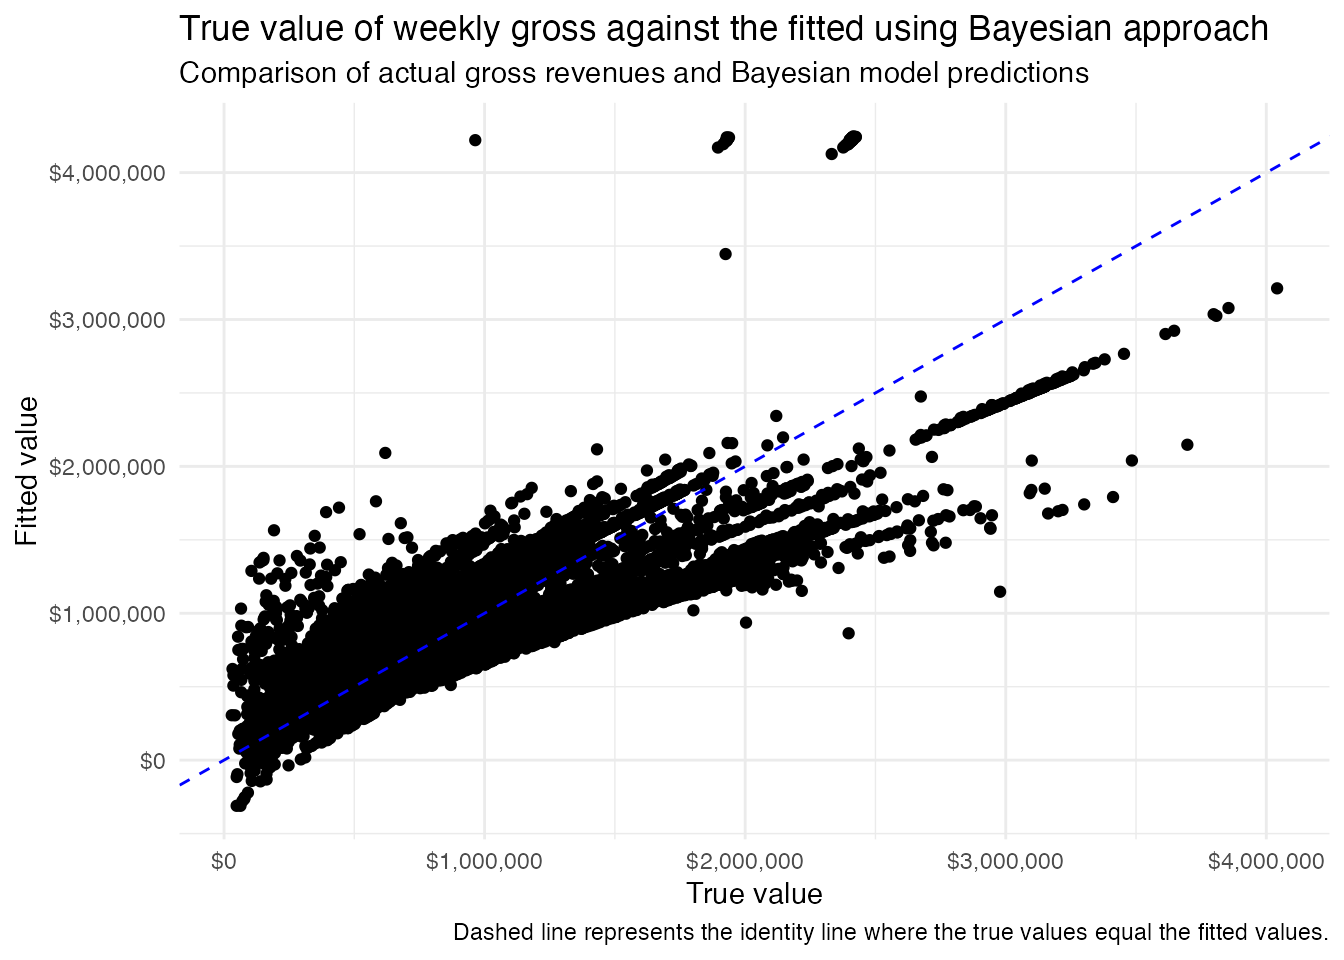 True value of weekly gross against the fitted using Bayesian approach
Comparison of actual gross revenues and Bayesian model predictions
$4,000,000
$3,000,000
$2,000,000
$1,000,000
$0
Fitted value
$0 $1,000,000 $2,000,000 $3,000,000 $4,000,000
True value
Dashed line represents the identity line where the true values equal the fitted values.